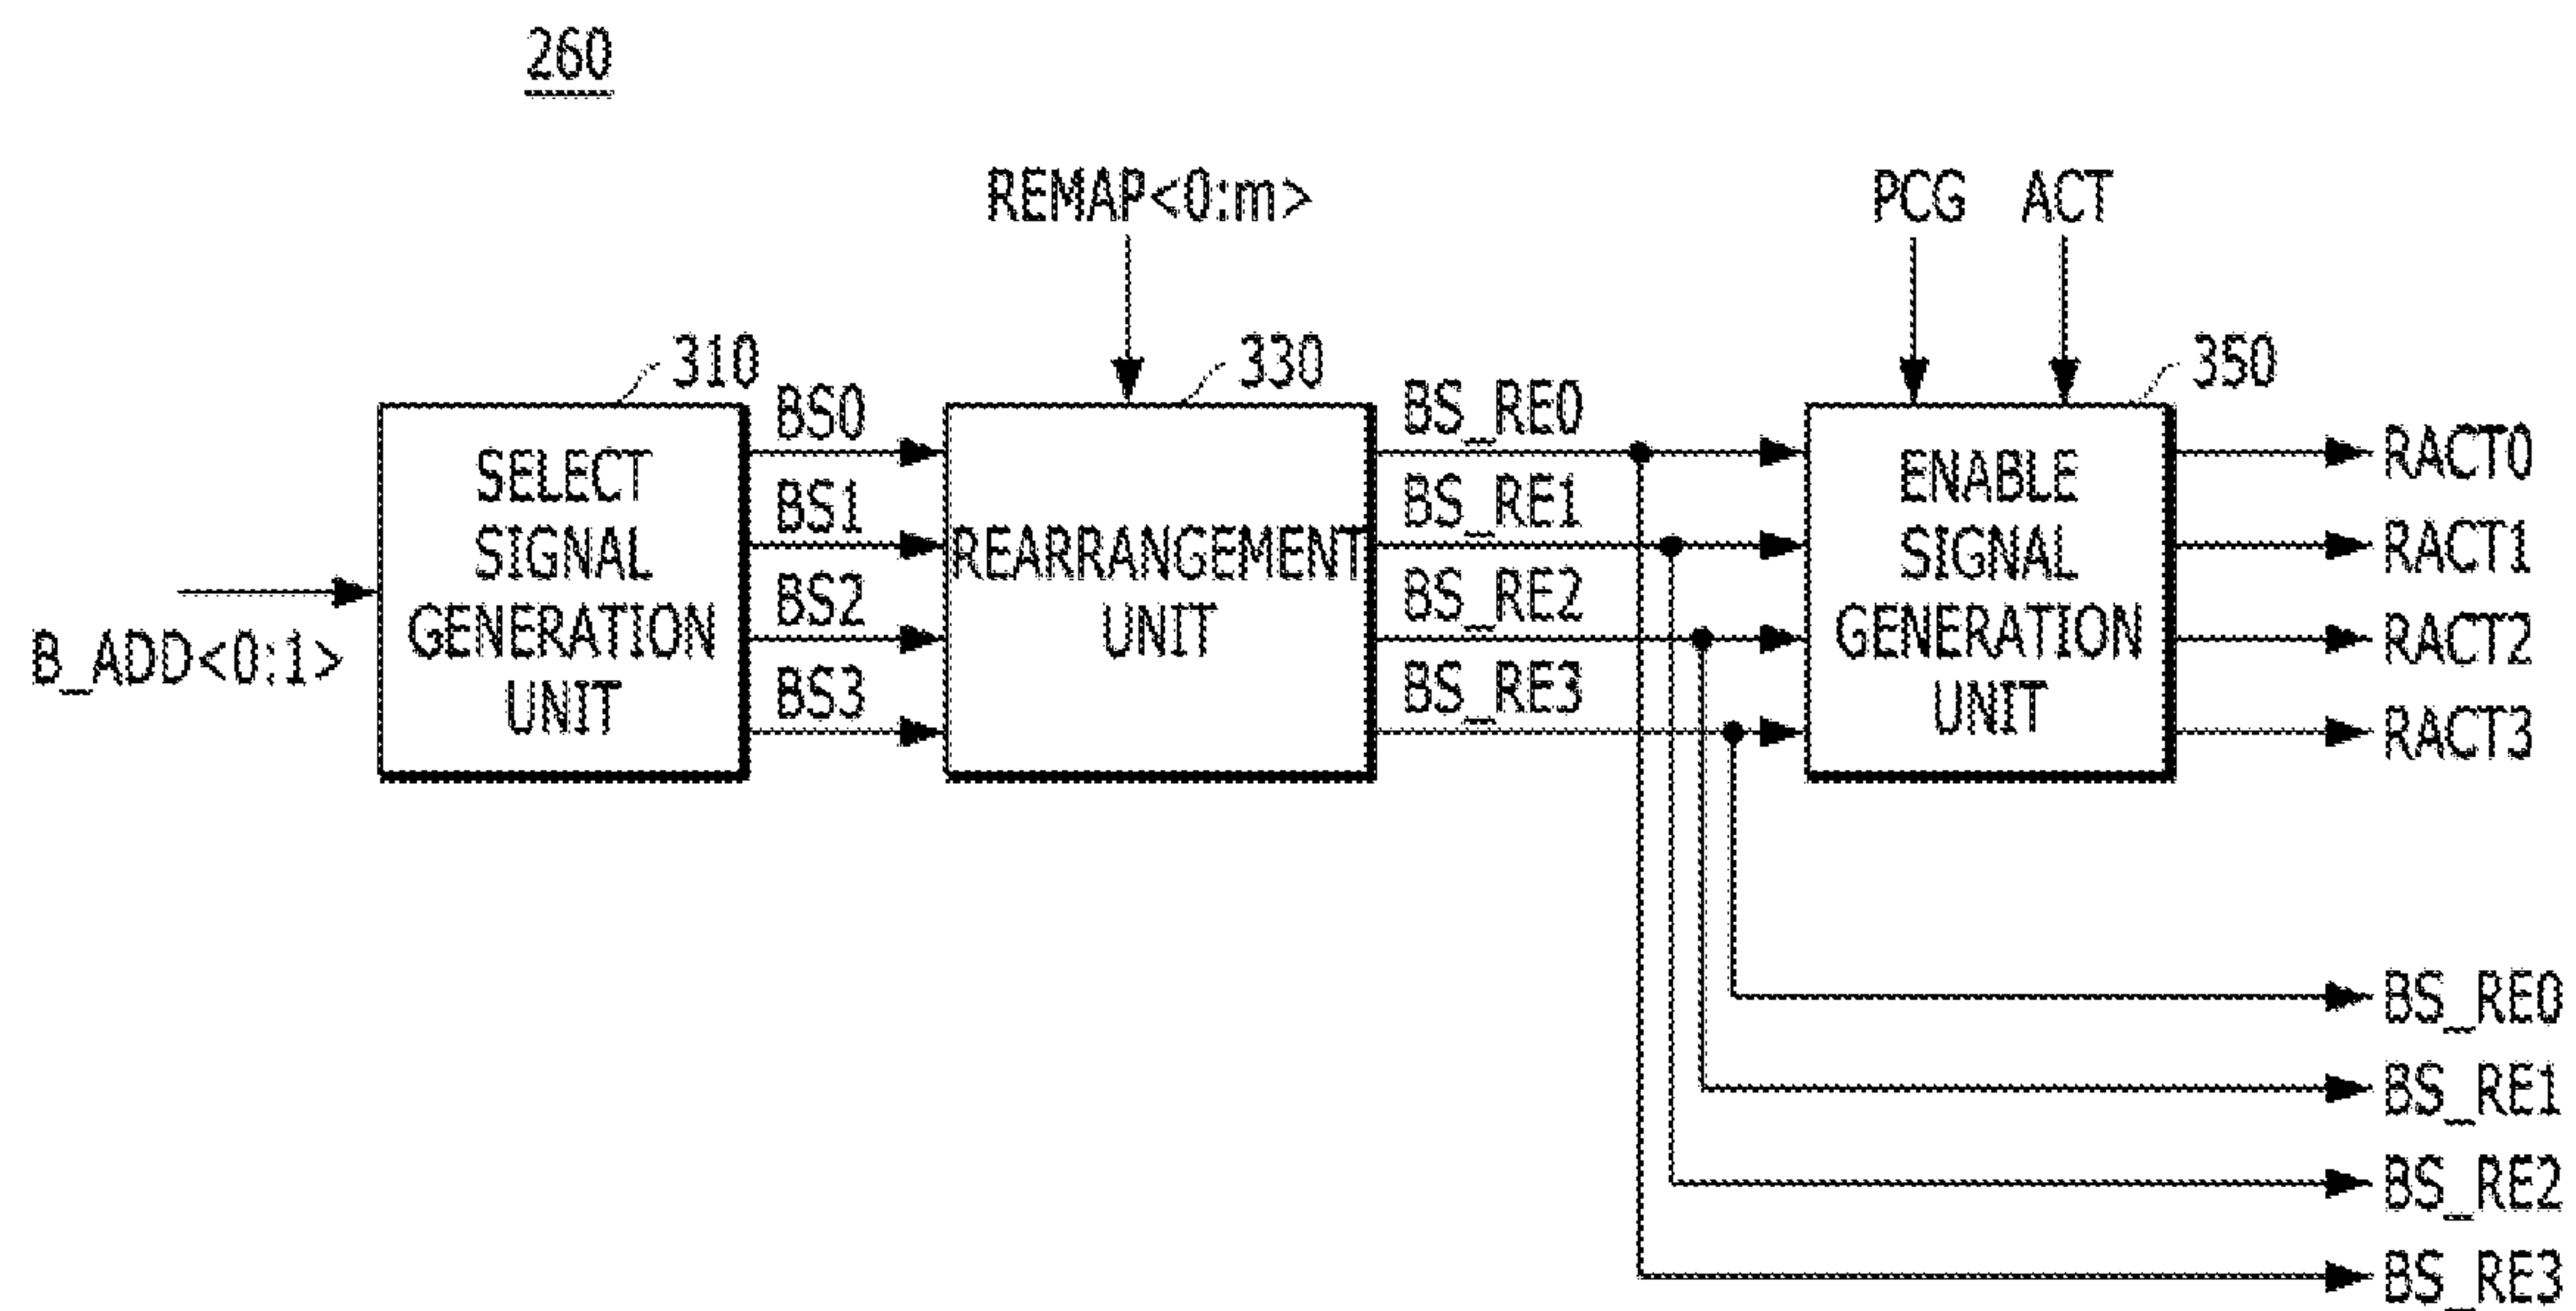 260
REMAP<0:m>
PCG ACT
310
330
350
B_ADD<0:1>
SELECT
SIGNAL
GENERATION
UNIT
BS0
BS1
BS2
BS3
REARRANGEMENT
UNIT
BS_RE0
BS_RE1
BS_RE2
BS_RE3
ENABLE
SIGNAL
GENERATION
UNIT
RACT0
RACT1
RACT2
RACT3
BS_RE0
BS_RE1
BS_RE2
BS_RE3